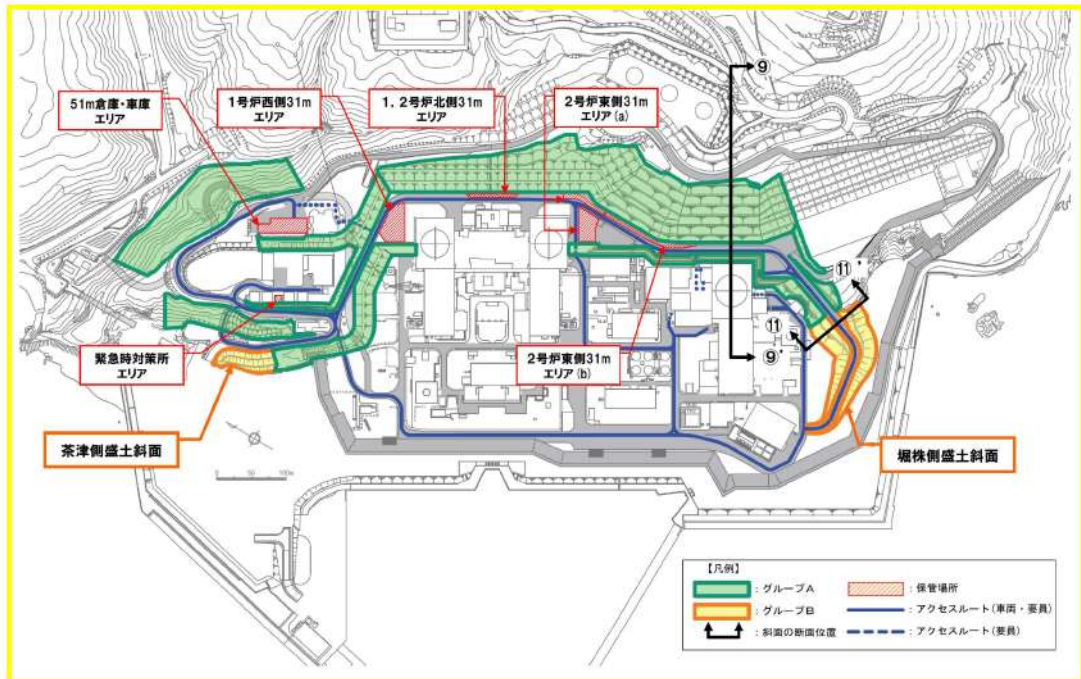 ⑨
51m倉庫・車庫
エリア
1号炉西側31m
エリア
1，2号炉北側31m
エリア
2号炉東側31m
エリア(a)
⑪'
⑪
⑨'
緊急時対策所
エリア
2号炉東側31m
エリア(b)
茶津側盛土斜面
堀株側盛土斜面
0 50 100m
【凡例】
：グループA
：グループB
：斜面の断面位置
：保管場所
：アクセスルート(車両・要員)
：アクセスルート(要員)